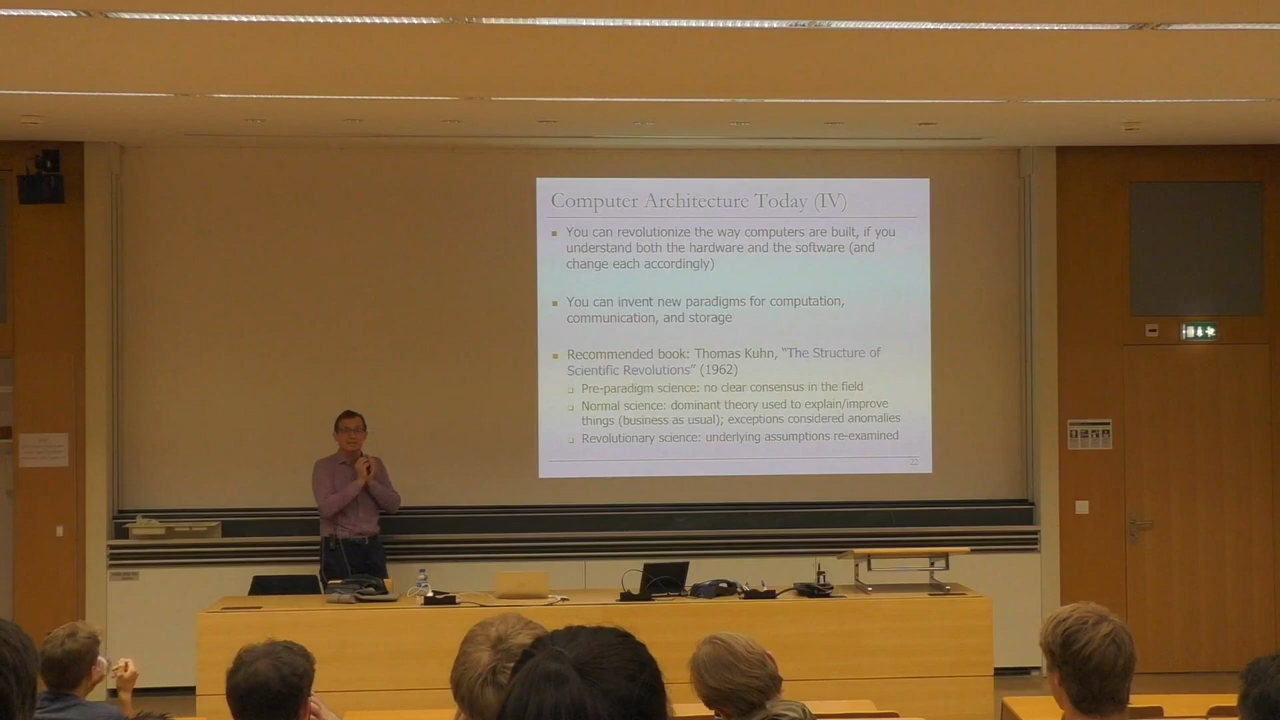 Computer Architecture Today (IV)
You can revolutionize the way computers are built, if you
understand both the hardware and the software (and
change each accordingly)
You can invent new paradigms for computation,
communication, and storage
Recommended book: Thomas Kuhn, “The Structure of
Scientific Revolutions” (1962)
Pre-paradigm science: no clear consensus in the field
Normal science: dominant theory used to explain/improve
things (business as usual); exceptions considered anomalies
Revolutionary science: underlying assumptions re-examined